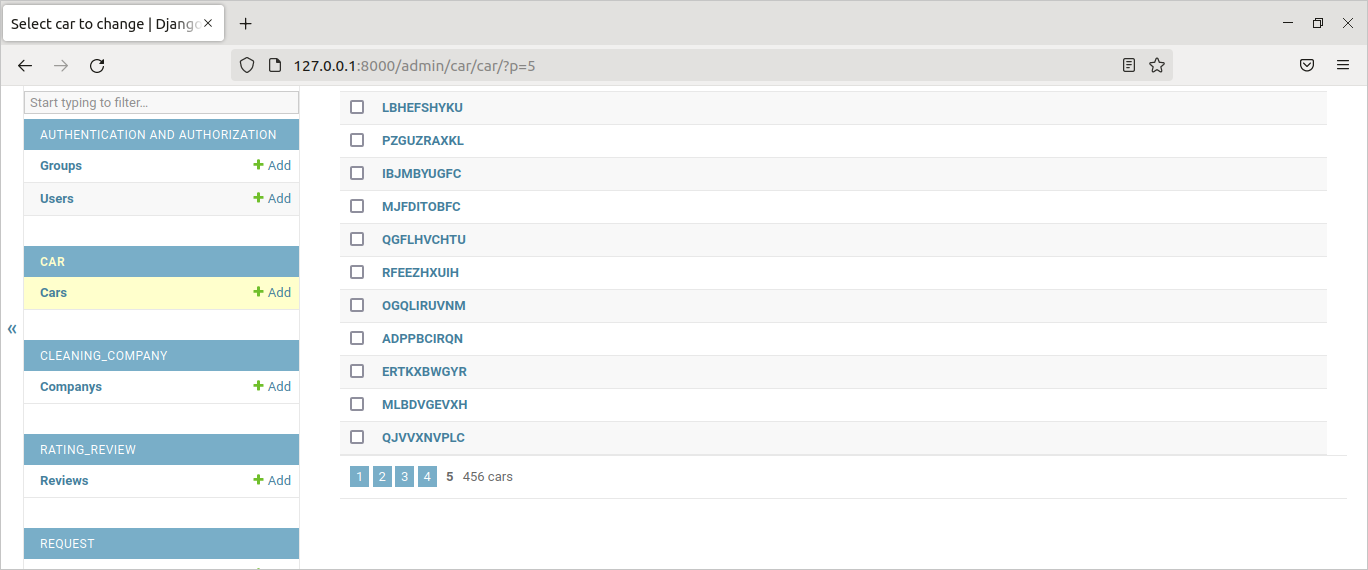 Select car to change | Django
127.0.0.1:8000/admin/car/car/?p=5
Start typing to filter...
AUTHENTICATION AND AUTHORIZATION
Groups + Add
Users + Add
CAR
Cars + Add
«
CLEANING_COMPANY
Companys + Add
RATING_REVIEW
Reviews + Add
REQUEST
LBHEFSHYKU
PZGUZRAXKL
IBJMBYUGFC
MJFDITOBFC
QGFLHVCHTU
RFEEZHXUIH
OGQLIRUVNM
ADPPBCIRQN
ERTKXBWGYR
MLBDVGEVXH
QJVVXNVPLC
1 2 3 4 5 456 cars